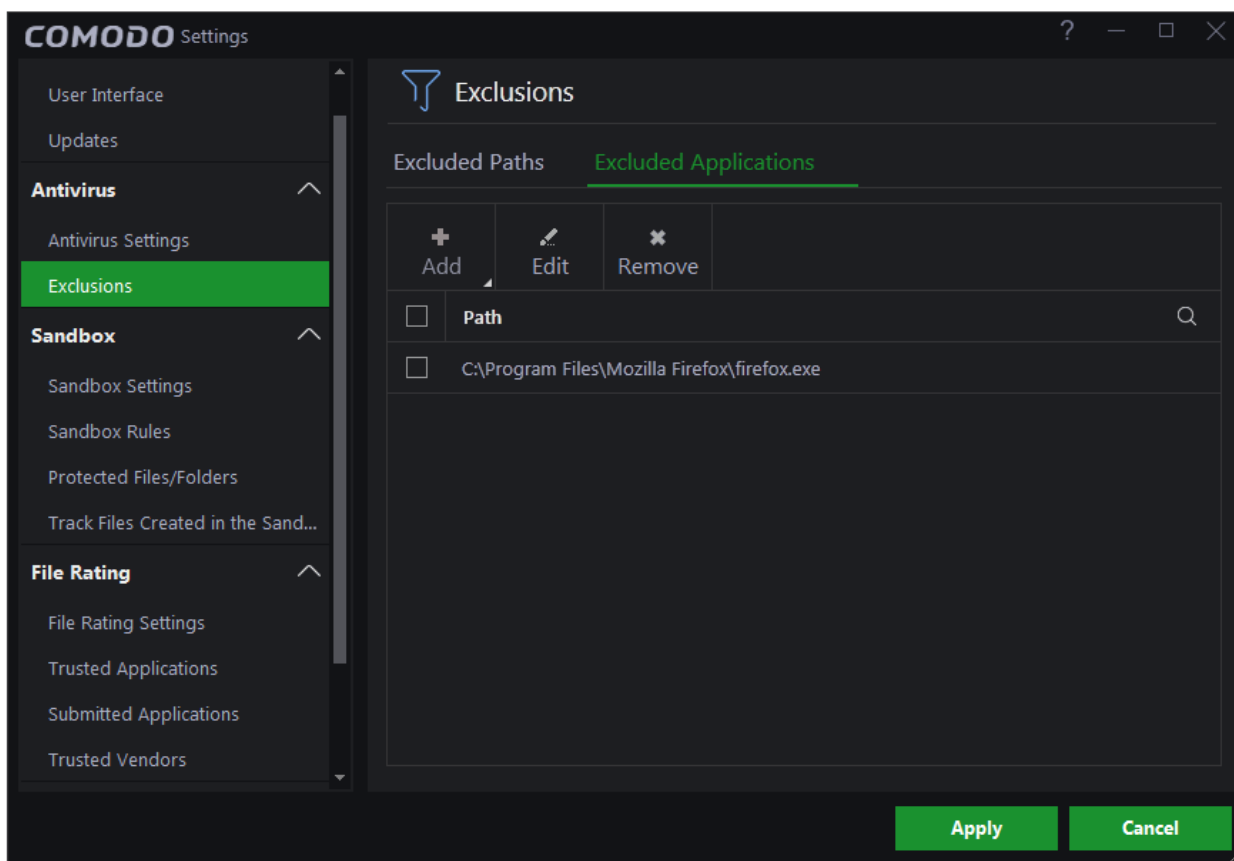 COMODO Settings
?
User Interface
Updates
Antivirus
Antivirus Settings
Exclusions
Sandbox
Sandbox Settings
Sandbox Rules
Protected Files/Folders
Track Files Created in the Sand...
File Rating
File Rating Settings
Trusted Applications
Submitted Applications
Trusted Vendors
Exclusions
Excluded Paths Excluded Applications
Add Edit Remove
Path
C:\Program Files\Mozilla Firefox\firefox.exe
Apply Cancel